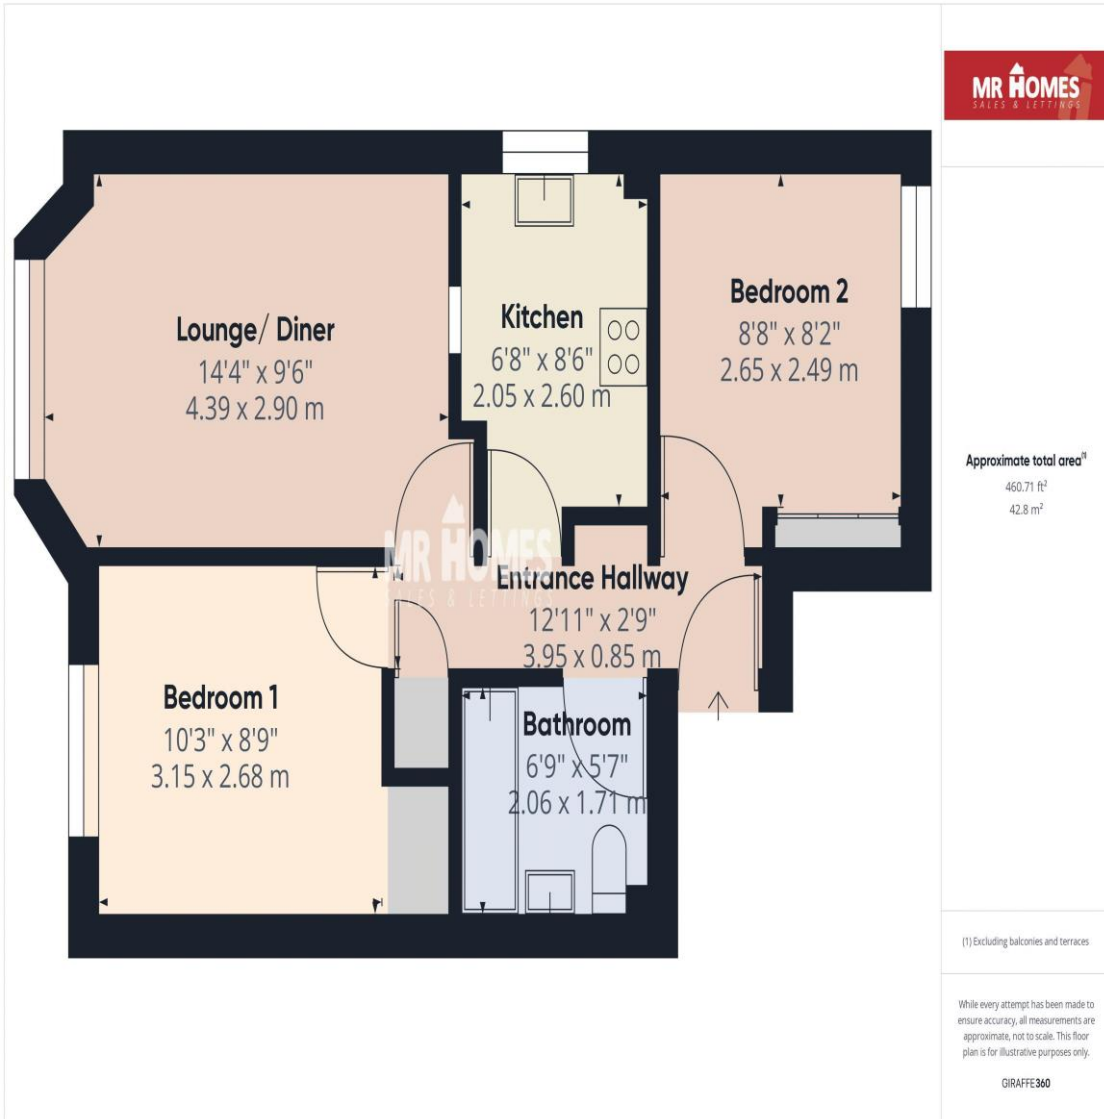 MR HOMES
SALES & LETTINGS
Lounge/ Diner
14'4" x 9'6"
4.39 x 2.90 m
Kitchen
6'8" x 8'6"
2.05 x 2.60 m
Bedroom 2
8'8" x 8'2"
2.65 x 2.49 m
Approximate total area(1)
460.71 ft²
42.8 m²
MR HOMES
SALES & LETTINGS
Entrance Hallway
12'11" x 2'9"
3.95 x 0.85 m
Bedroom 1
10'3" x 8'9"
3.15 x 2.68 m
Bathroom
6'9" x 5'7"
2.06 x 1.71 m
(1) Excluding balconies and terraces
While every attempt has been made to
ensure accuracy, all measurements are
approximate, not to scale. This floor
plan is for illustrative purposes only.
GIRAFFE360